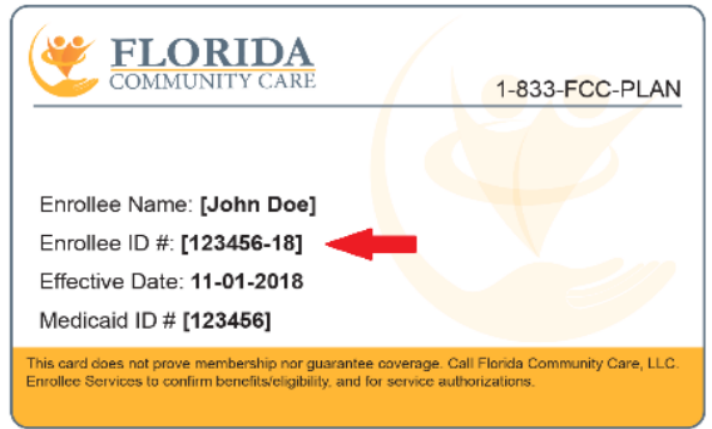 FLORIDA
COMMUNITY CARE
1-833-FCC-PLAN
Enrollee Name: [John Doe]
Enrollee ID #: [123456-18]
Effective Date: 11-01-2018
Medicaid ID # [123456]
This card does not prove membership nor guarantee coverage. Call Florida Community Care, LLC.
Enrollee Services to confirm benefits/eligibility, and for service authorizations.